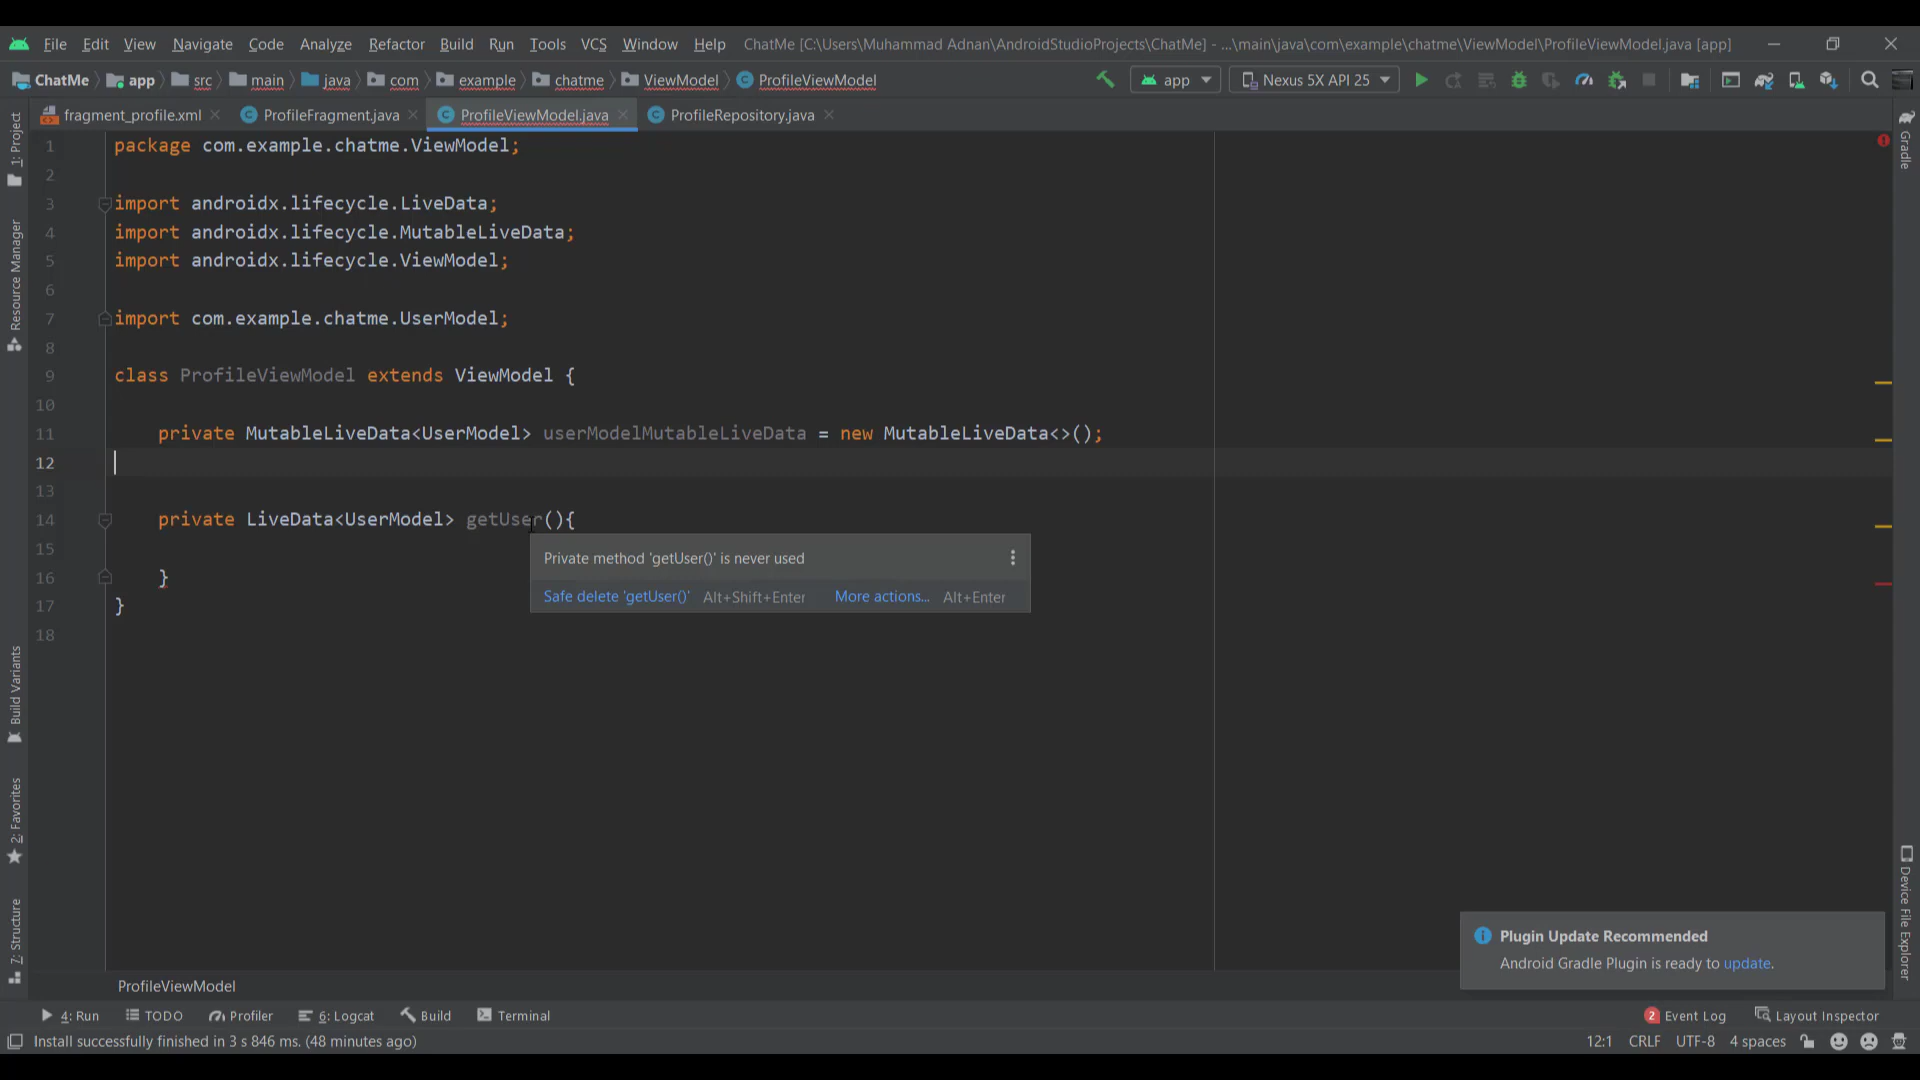 File Edit View Navigate Code Analyze Refactor Build Run Tools VCS Window Help ChatMe [C:\Users\Muhammad Adnan\AndroidStudioProjects\ChatMe] - ...\main\java\com\example\chatme\ViewModel\ProfileViewModel.java [app]
ChatMe app src main java com example chatme ViewModel ProfileViewModel app Nexus 5X API 25
fragment_profile.xml ProfileFragment.java ProfileViewModel.java ProfileRepository.java
1: Project
Resource Manager
Build Variants
2: Favorites
7: Structure
1 package com.example.chatme.ViewModel;
2
3 import androidx.lifecycle.LiveData;
4 import androidx.lifecycle.MutableLiveData;
5 import androidx.lifecycle.ViewModel;
6
7 import com.example.chatme.UserModel;
8
9 class ProfileViewModel extends ViewModel {
10
11 private MutableLiveData<UserModel> userModelMutableLiveData = new MutableLiveData<>();
12
13
14 private LiveData<UserModel> getUser(){
15
16 }
17 }
18
Private method 'getUser()' is never used
Safe delete 'getUser()' Alt+Shift+Enter More actions... Alt+Enter
Gradle
Device File Explorer
Plugin Update Recommended
Android Gradle Plugin is ready to update.
ProfileViewModel
4: Run TODO Profiler 6: Logcat Build Terminal 2 Event Log Layout Inspector
Install successfully finished in 3 s 846 ms. (48 minutes ago) 12:1 CRLF UTF-8 4 spaces